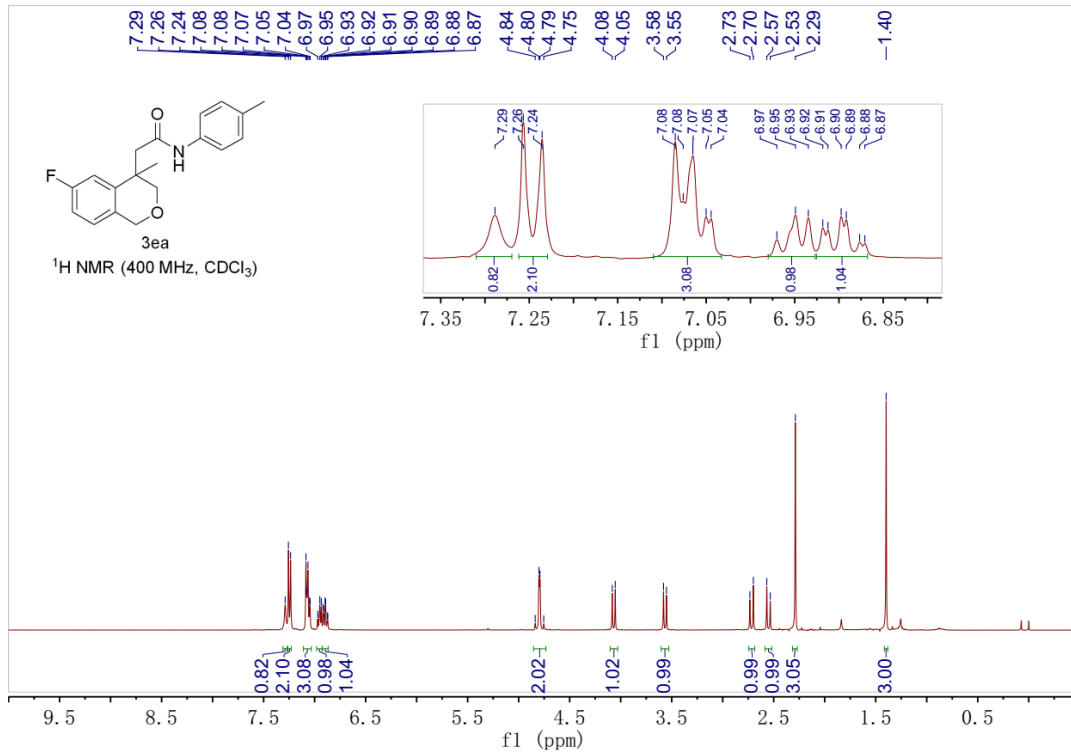 7.29 7.26 7.24 7.08 7.08 7.07 7.05 7.04 6.97 6.95 6.93 6.92 6.91 6.90 6.89 6.88 6.87 4.84 4.80 4.79 4.75 4.08 4.05 3.58 3.55 2.73 2.70 2.57 2.53 2.29 1.40
O
N
H
F
O
3ea
¹H NMR (400 MHz, CDCl₃)
7.29 7.26 7.24 7.08 7.08 7.07 7.05 7.04 6.97 6.95 6.93 6.92 6.91 6.90 6.89 6.88 6.87
0.82 2.10 3.08 0.98 1.04
7.35 7.25 7.15 7.05 6.95 6.85
f1 (ppm)
0.82 2.10 3.08 0.98 1.04 2.02 1.02 0.99 0.99 0.99 3.05 3.00
9.5 8.5 7.5 6.5 5.5 4.5 3.5 2.5 1.5 0.5
f1 (ppm)